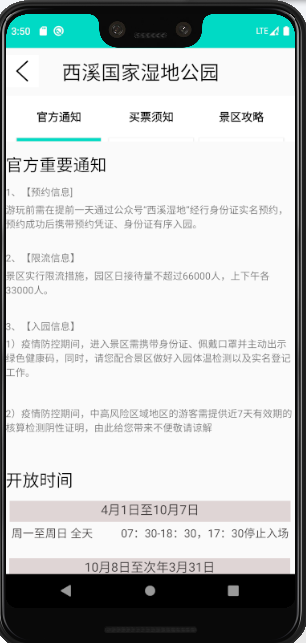 3:50 LTE
西溪国家湿地公园
官方通知 买票须知 景区攻略
官方重要通知
1、【预约信息]
游玩前需在提前一天通过公众号"西溪湿地"经行身份证实名预约，
预约成功后携带预约凭证、身份证有序入园。
2、【限流信息】
景区实行限流措施，园区日接待量不超过66000人，上下午各
33000人。
3、【入园信息】
1）疫情防控期间，进入景区需携带身份证、佩戴口罩并主动出示
绿色健康码，同时，请您配合景区做好入园体温检测以及实名登记
工作。
2）疫情防控期间，中高风险区域地区的游客需提供近7天有效期的
核算检测阴性证明，由此给您带来不便敬请谅解
开放时间
4月1日至10月7日
周一至周日 全天 07：30-18：30，17：30停止入场
10月8日至次年3月31日